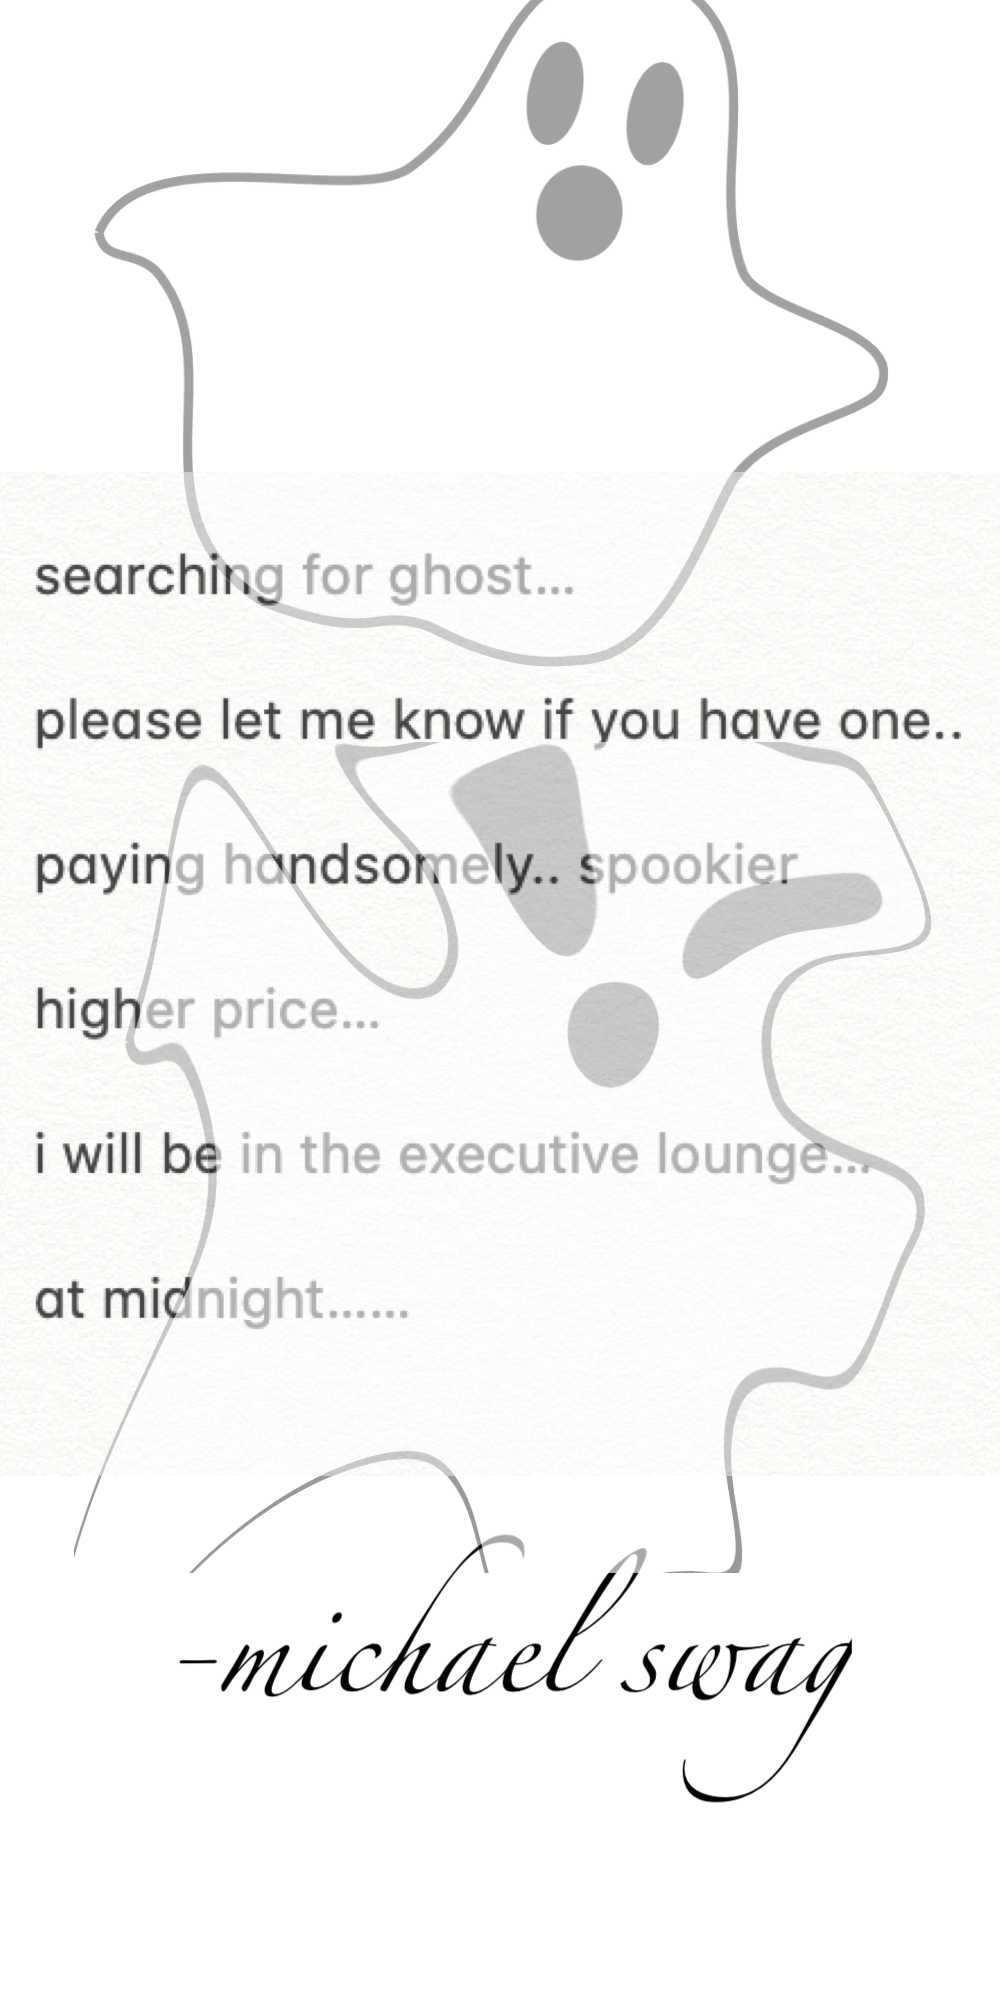 searching for ghost...
please let me know if you have one..
paying handsomely.. spookier
higher price...
i will be in the executive lounge...
at midnight......
-michael swag